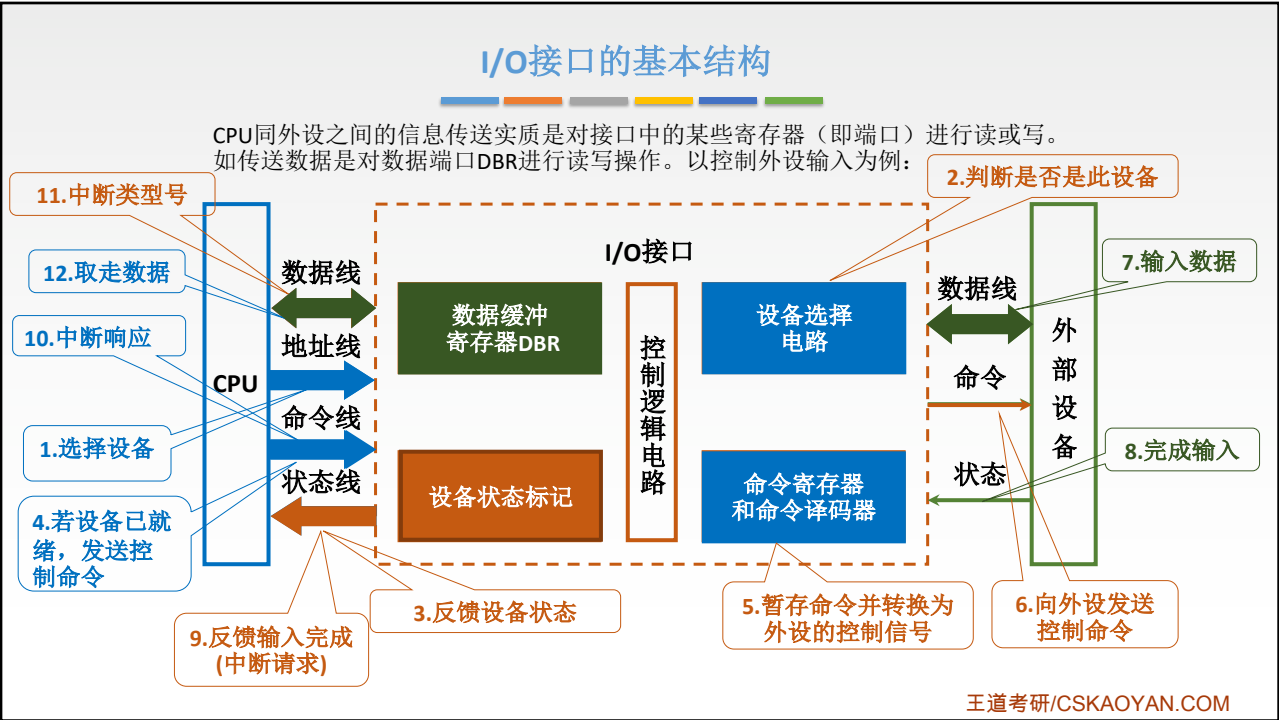 I/O接口的基本结构
CPU同外设之间的信息传送实质是对接口中的某些寄存器（即端口）进行读或写。
如传送数据是对数据端口DBR进行读写操作。以控制外设输入为例：
2.判断是否是此设备
11.中断类型号
I/O接口
7.输入数据
12.取走数据
数据线
数据线
数据缓冲
寄存器DBR
设备选择
电路
控制逻辑电路
外部设备
10.中断响应
地址线
CPU
命令
命令线
1.选择设备
8.完成输入
状态线
状态
设备状态标记
命令寄存器
和命令译码器
4.若设备已就
绪，发送控
制命令
3.反馈设备状态
5.暂存命令并转换为
外设的控制信号
6.向外设发送
控制命令
9.反馈输入完成
(中断请求)
王道考研/CSKAOYAN.COM